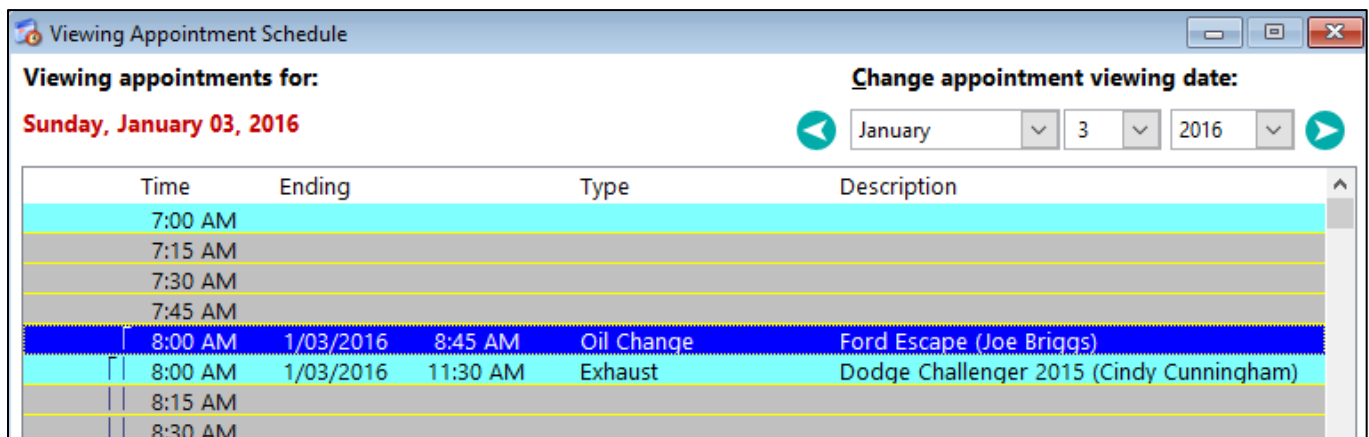 Viewing Appointment Schedule
Viewing appointments for: Change appointment viewing date:
Sunday, January 03, 2016 January 3 2016
Time Ending Type Description
7:00 AM
7:15 AM
7:30 AM
7:45 AM
8:00 AM 1/03/2016 8:45 AM Oil Change Ford Escape (Joe Briggs)
8:00 AM 1/03/2016 11:30 AM Exhaust Dodge Challenger 2015 (Cindy Cunningham)
8:15 AM
8:30 AM